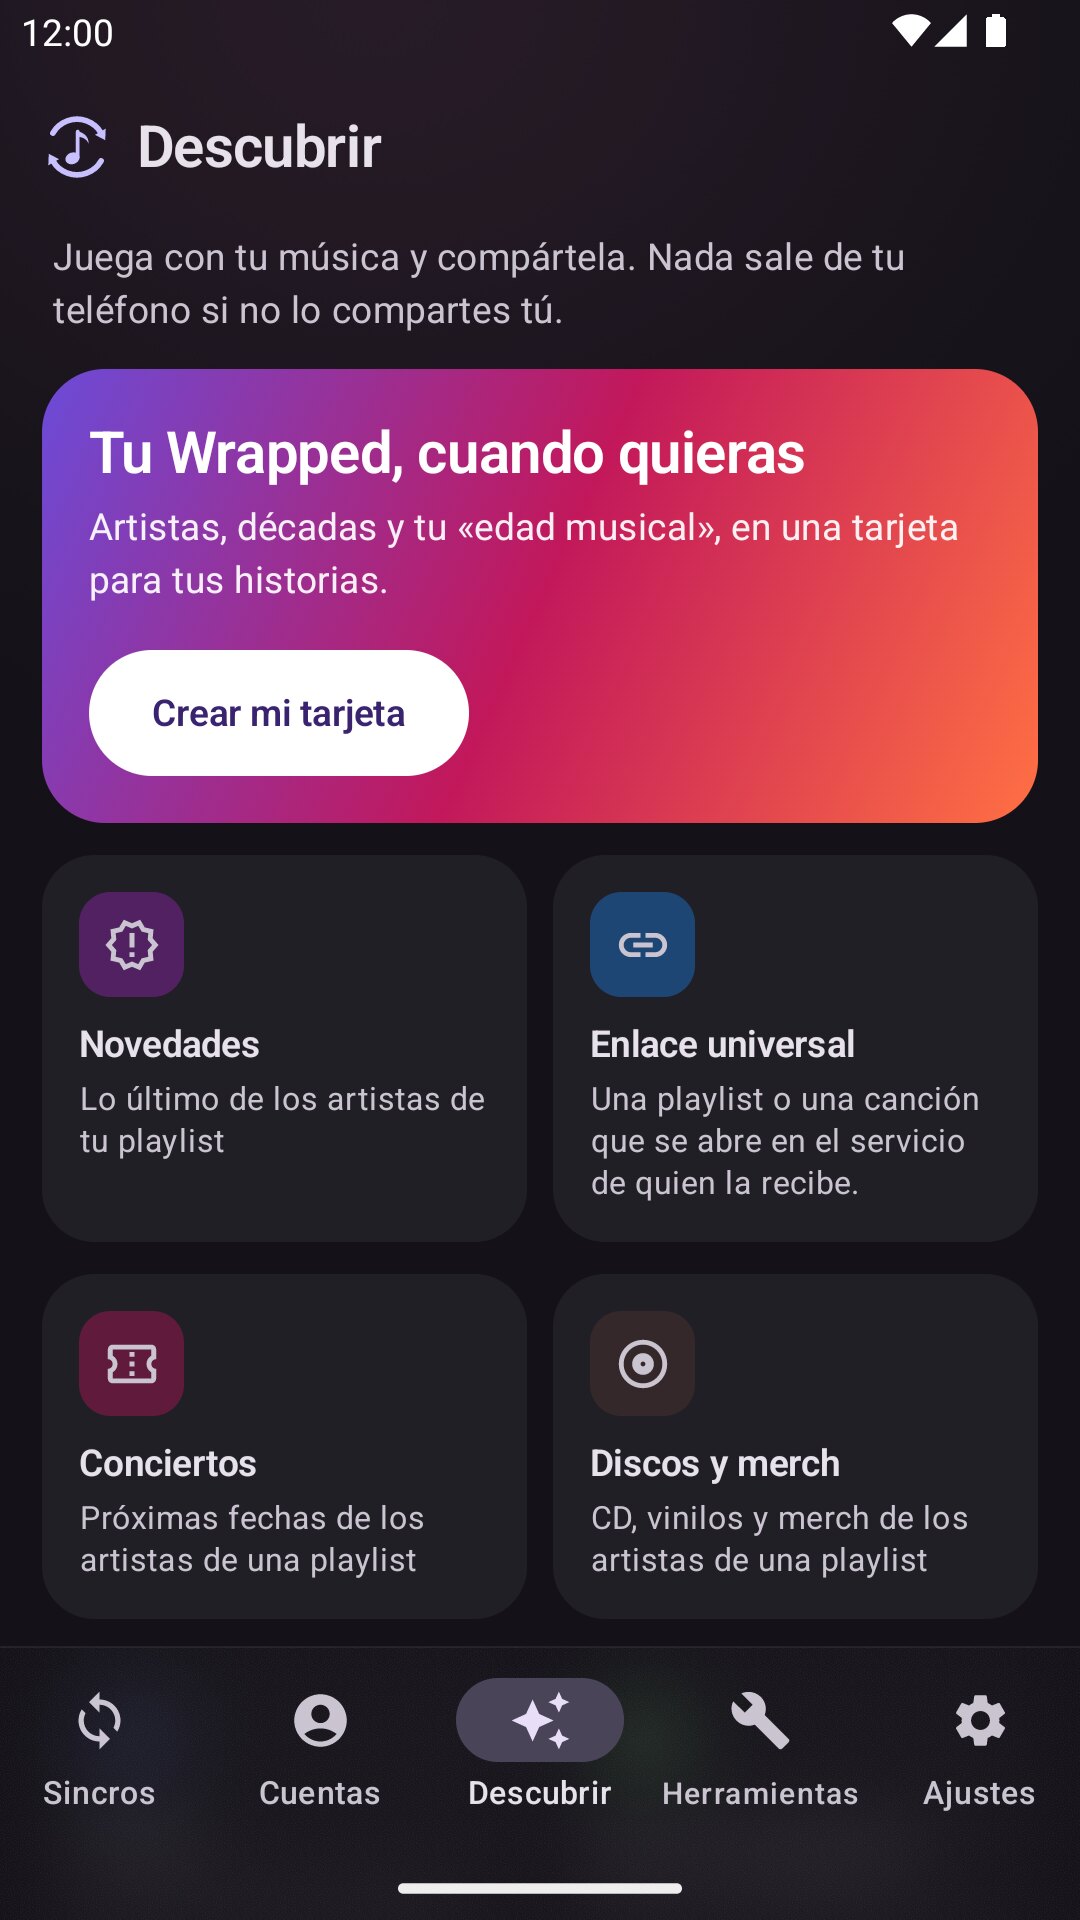 12:00
Descubrir
Juega con tu música y compártela. Nada sale de tu
teléfono si no lo compartes tú.
Tu Wrapped, cuando quieras
Artistas, décadas y tu «edad musical», en una tarjeta
para tus historias.
Crear mi tarjeta
Novedades
Lo último de los artistas de
tu playlist
Enlace universal
Una playlist o una canción
que se abre en el servicio
de quien la recibe.
Conciertos
Próximas fechas de los
artistas de una playlist
Discos y merch
CD, vinilos y merch de los
artistas de una playlist
Sincros
Cuentas
Descubrir
Herramientas
Ajustes